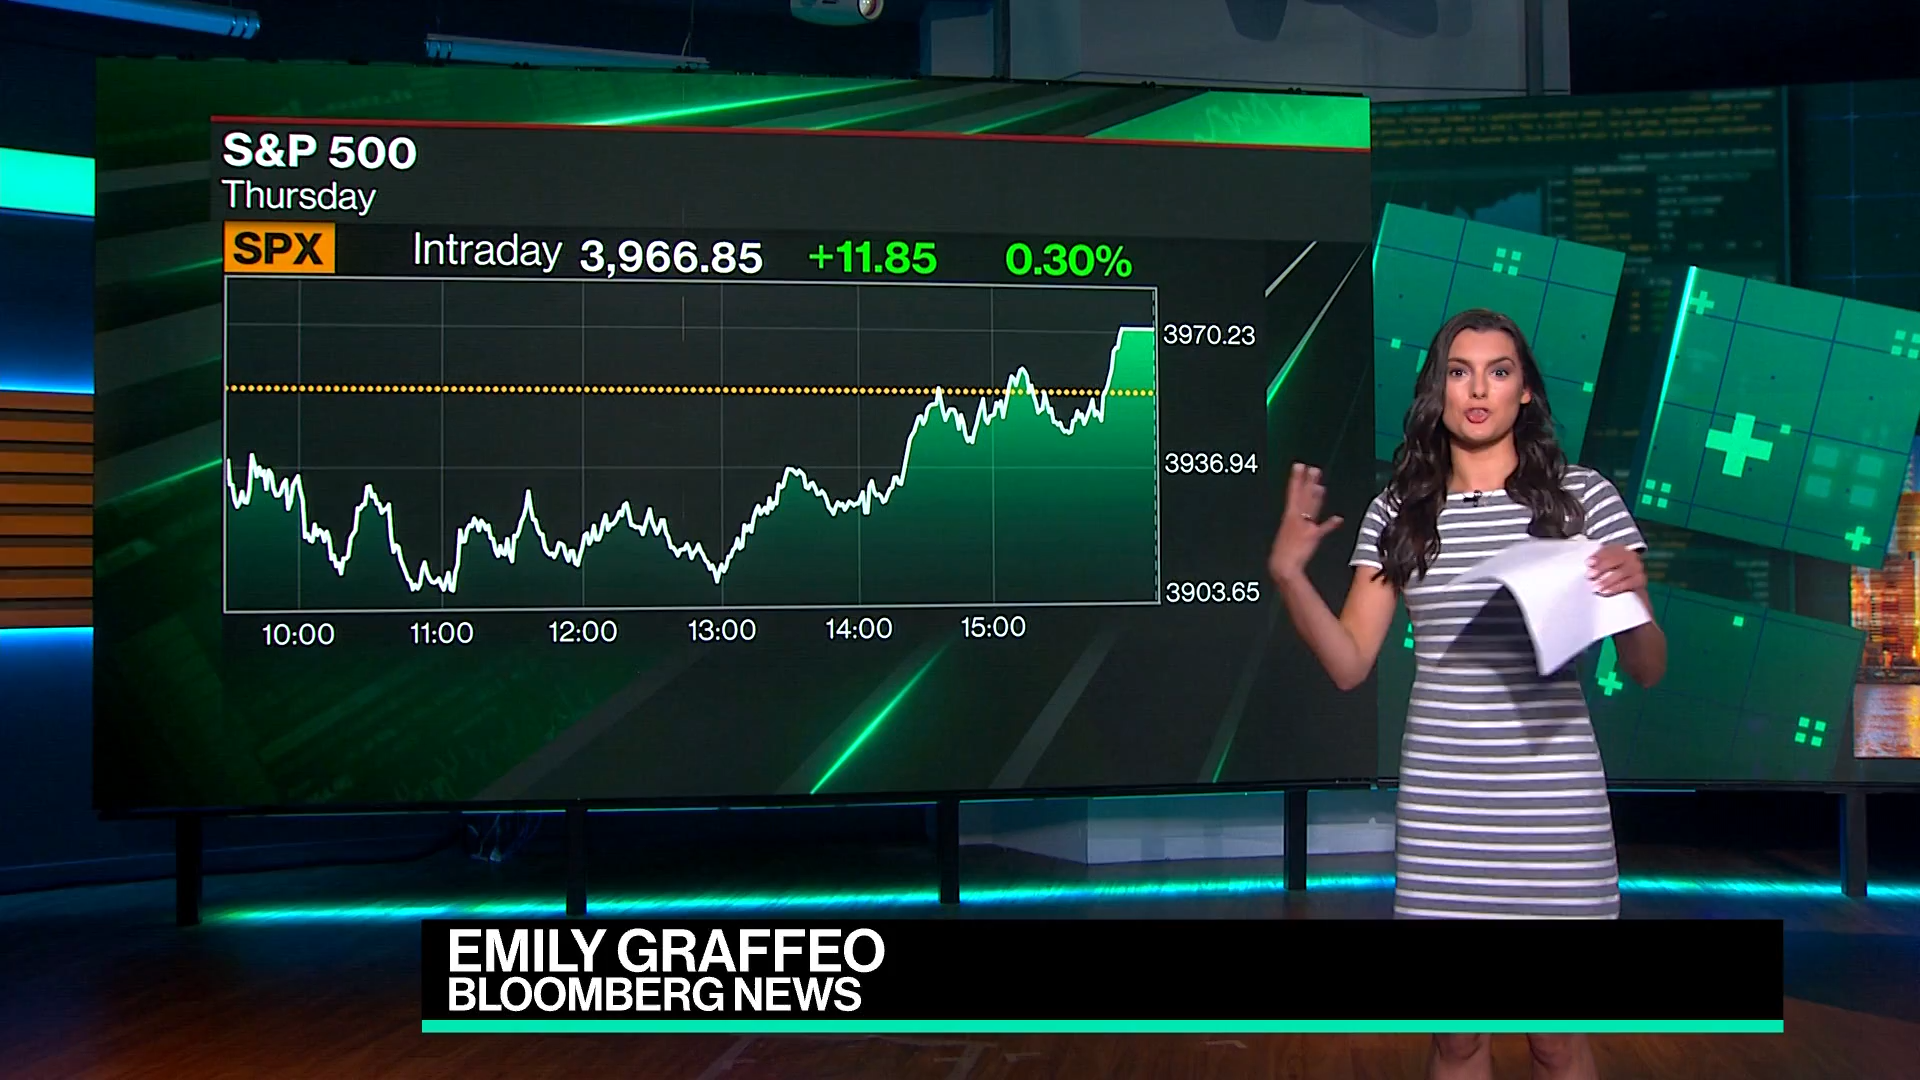 S&P 500
Thursday
SPX Intraday 3,966.85 +11.85 0.30%
3970.23
3936.94
3903.65
10:00 11:00 12:00 13:00 14:00 15:00
EMILY GRAFFEO
BLOOMBERG NEWS